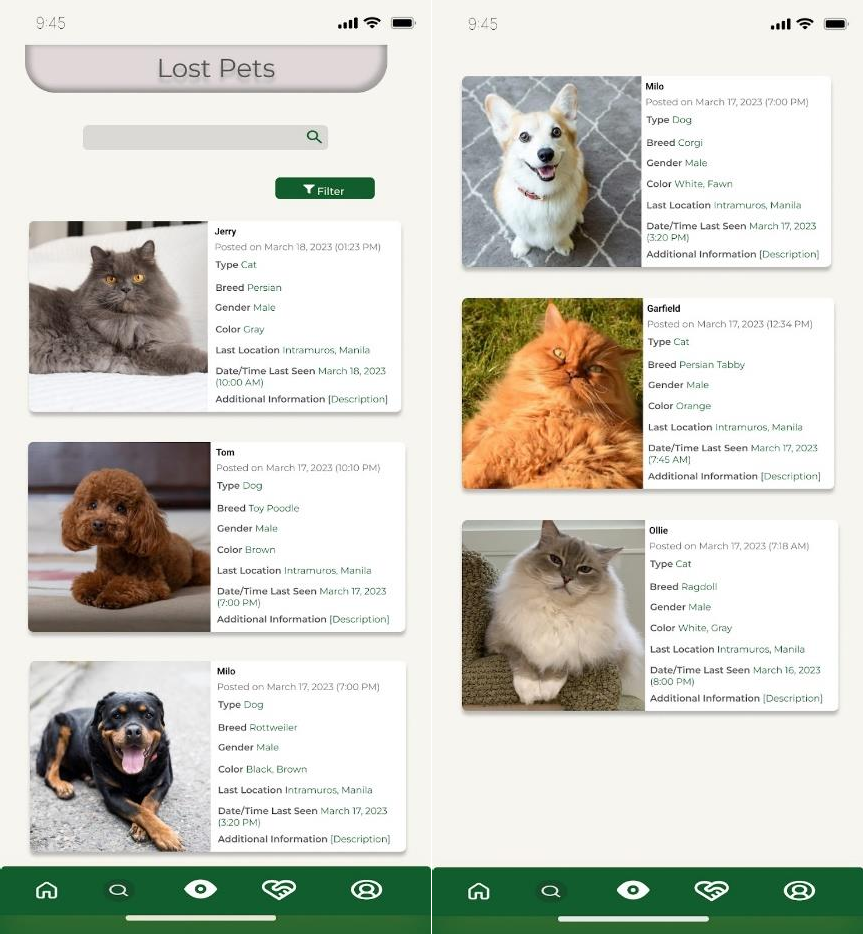 9:45
Lost Pets
Filter
Jerry
Posted on March 18, 2023 (01:23 PM)
Type Cat
Breed Persian
Gender Male
Color Gray
Last Location Intramuros, Manila
Date/Time Last Seen March 18, 2023
(10:00 AM)
Additional Information [Description]
Tom
Posted on March 17, 2023 (10:10 PM)
Type Dog
Breed Toy Poodle
Gender Male
Color Brown
Last Location Intramuros, Manila
Date/Time Last Seen March 17, 2023
(7:00 PM)
Additional Information [Description]
Milo
Posted on March 17, 2023 (7:00 PM)
Type Dog
Breed Rottweiler
Gender Male
Color Black, Brown
Last Location Intramuros, Manila
Date/Time Last Seen March 17, 2023
(3:20 PM)
Additional Information [Description]
9:45
Milo
Posted on March 17, 2023 (7:00 PM)
Type Dog
Breed Corgi
Gender Male
Color White, Fawn
Last Location Intramuros, Manila
Date/Time Last Seen March 17, 2023
(3:20 PM)
Additional Information [Description]
Garfield
Posted on March 17, 2023 (12:34 PM)
Type Cat
Breed Persian Tabby
Gender Male
Color Orange
Last Location Intramuros, Manila
Date/Time Last Seen March 17, 2023
(7:45 AM)
Additional Information [Description]
Ollie
Posted on March 17, 2023 (7:18 AM)
Type Cat
Breed Ragdoll
Gender Male
Color White, Gray
Last Location Intramuros, Manila
Date/Time Last Seen March 16, 2023
(8:00 PM)
Additional Information [Description]